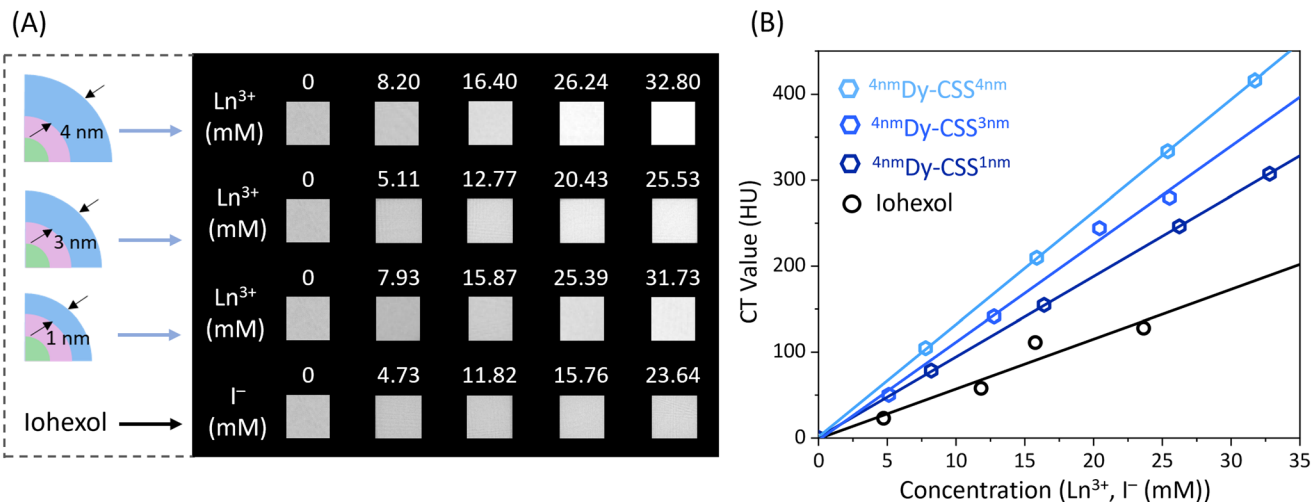 (A)
4 nm
3 nm
1 nm
Iohexol
0 8.20 16.40 26.24 32.80
Ln³⁺
(mM)
0 5.11 12.77 20.43 25.53
Ln³⁺
(mM)
0 7.93 15.87 25.39 31.73
Ln³⁺
(mM)
0 4.73 11.82 15.76 23.64
I⁻
(mM)
(B)
CT Value (HU)
400
300
200
100
0
⁴ⁿᵐDy-CSS⁴ⁿᵐ
⁴ⁿᵐDy-CSS³ⁿᵐ
⁴ⁿᵐDy-CSS¹ⁿᵐ
Iohexol
0 5 10 15 20 25 30 35
Concentration (Ln³⁺, I⁻ (mM))